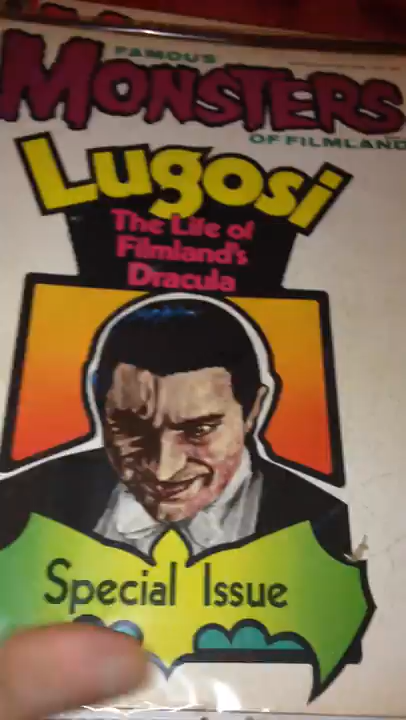 FAMOUS
MONSTERS
OF FILMLAND
Lugosi
The Life of
Filmland's
Dracula
Special Issue